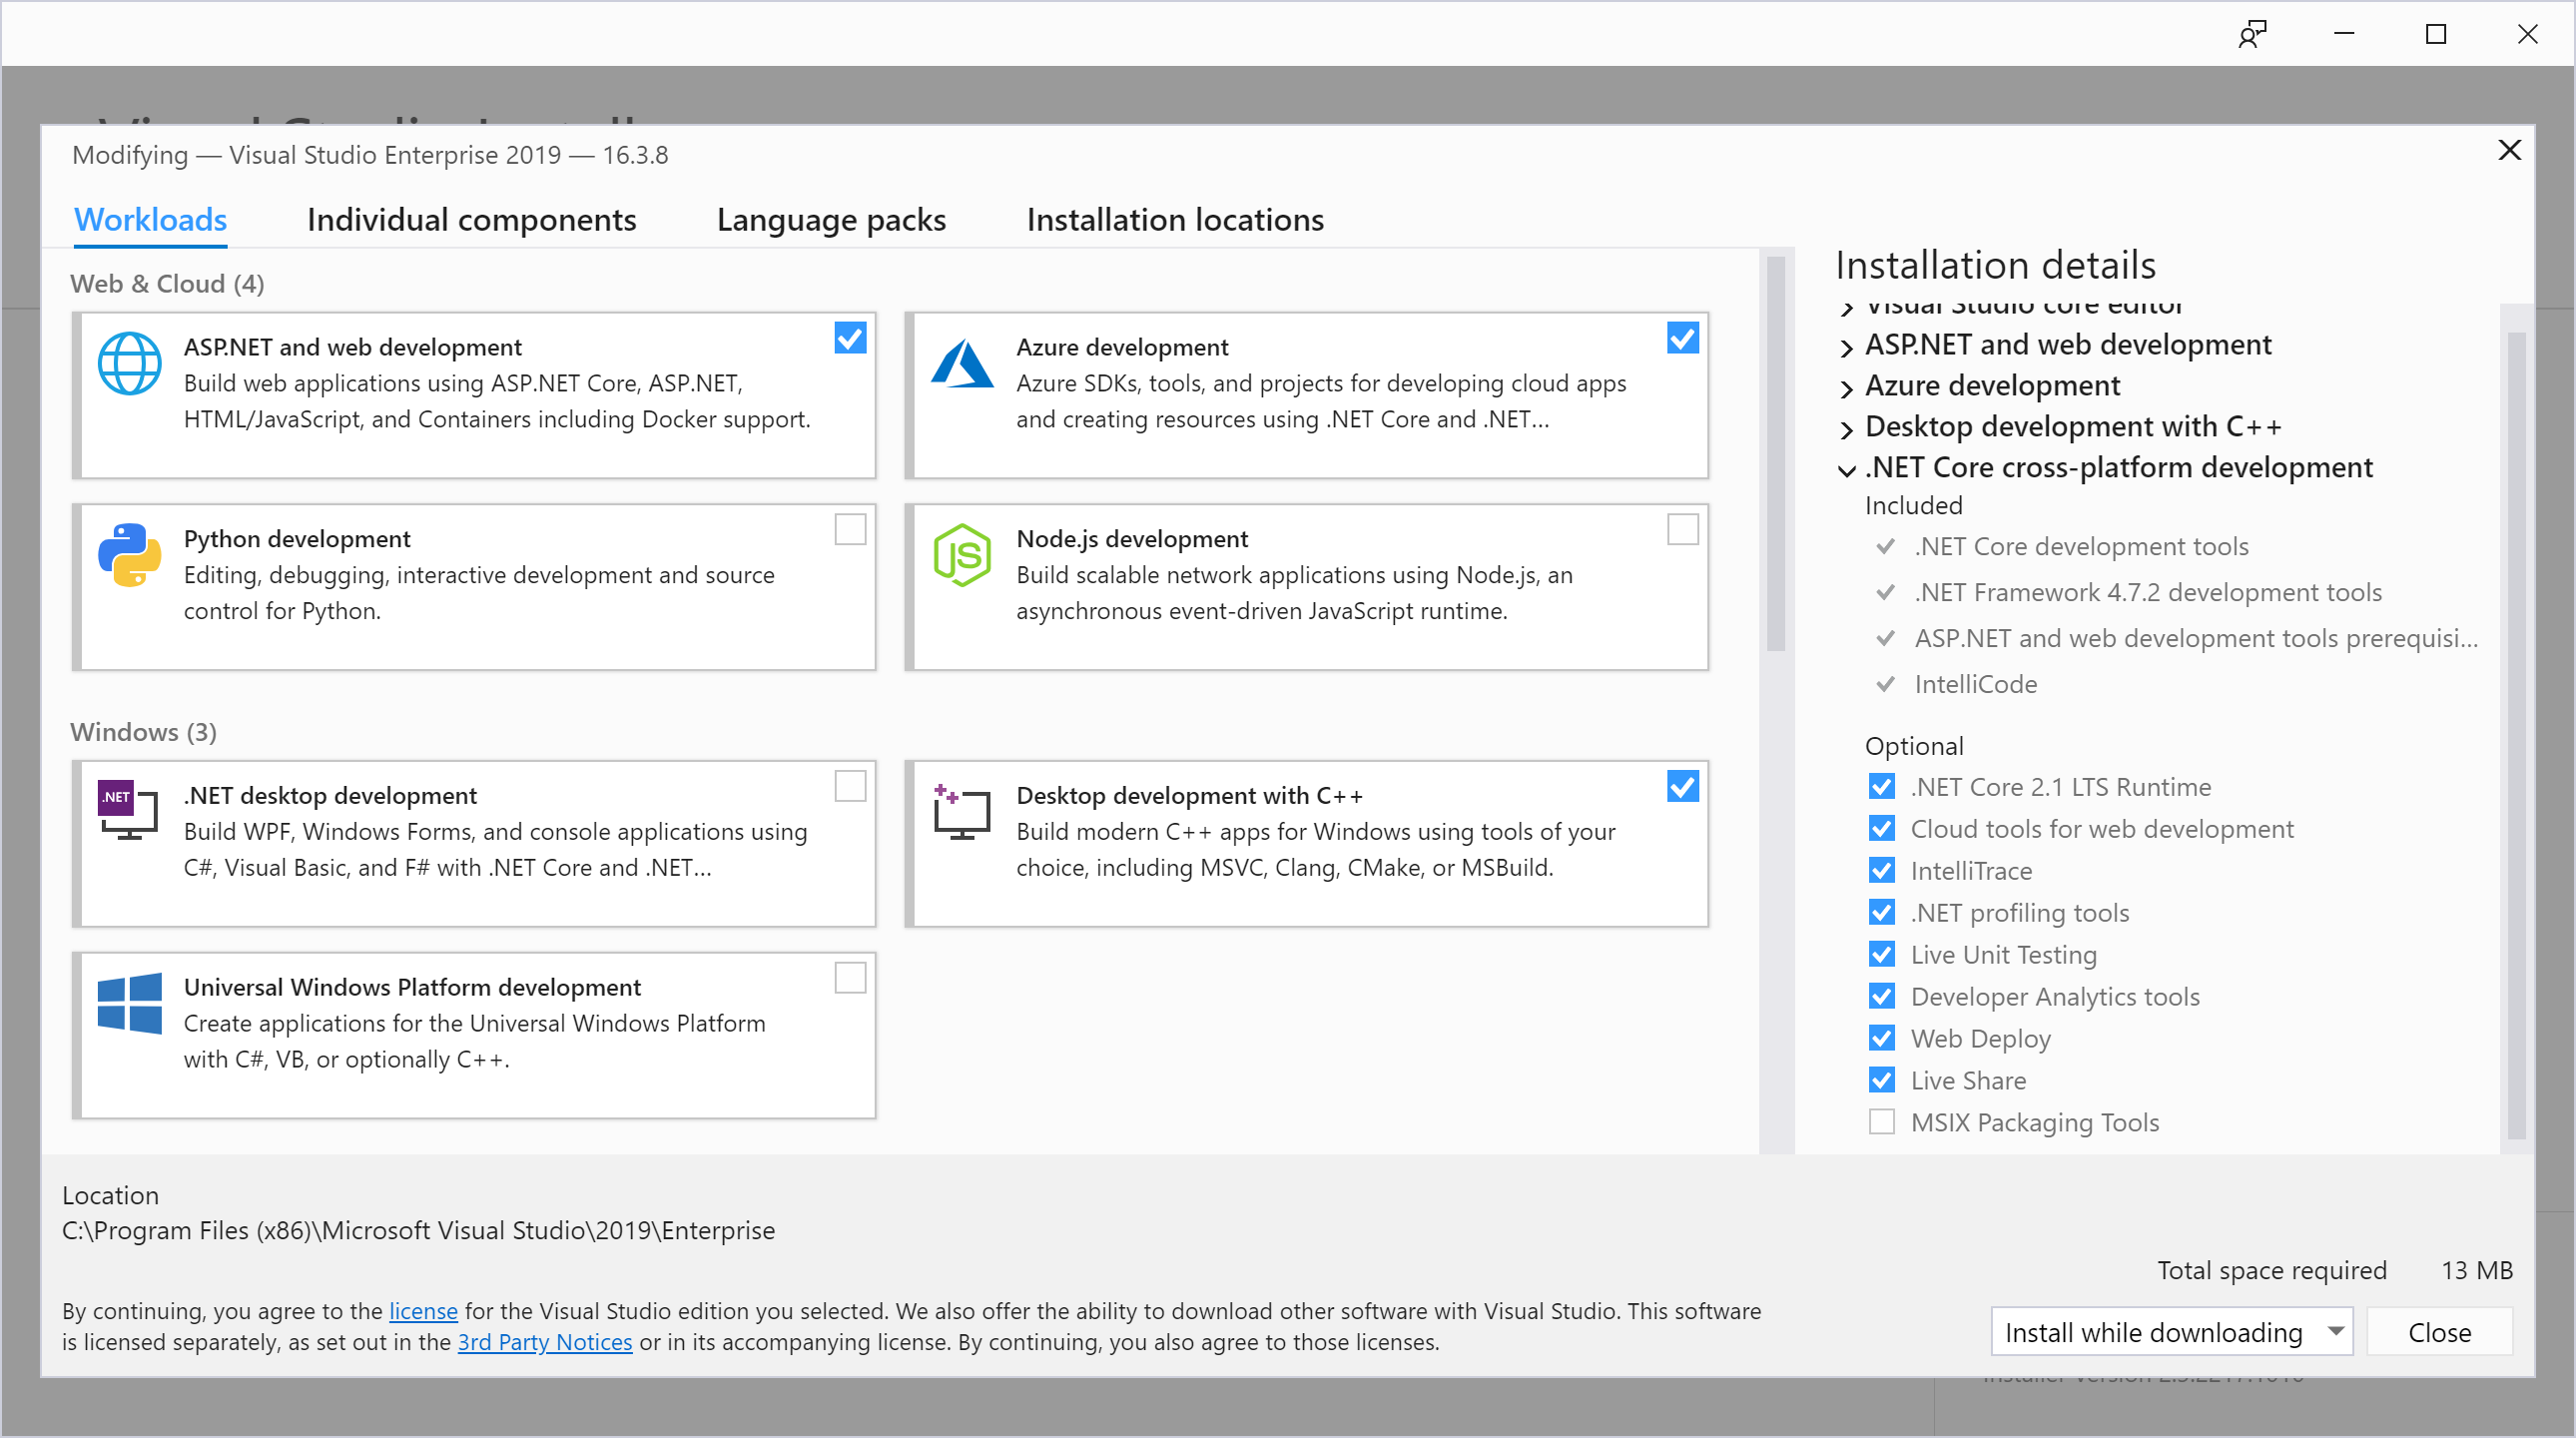 Visual Studio Install
Modifying — Visual Studio Enterprise 2019 — 16.3.8
Workloads
Individual components
Language packs
Installation locations
Web & Cloud (4)
ASP.NET and web development
Build web applications using ASP.NET Core, ASP.NET,
HTML/JavaScript, and Containers including Docker support.
Azure development
Azure SDKs, tools, and projects for developing cloud apps
and creating resources using .NET Core and .NET...
Python development
Editing, debugging, interactive development and source
control for Python.
JS
Node.js development
Build scalable network applications using Node.js, an
asynchronous event-driven JavaScript runtime.
Windows (3)
.NET
.NET desktop development
Build WPF, Windows Forms, and console applications using
C#, Visual Basic, and F# with .NET Core and .NET...
Desktop development with C++
Build modern C++ apps for Windows using tools of your
choice, including MSVC, Clang, CMake, or MSBuild.
Universal Windows Platform development
Create applications for the Universal Windows Platform
with C#, VB, or optionally C++.
Installation details
Visual Studio core editor
ASP.NET and web development
Azure development
Desktop development with C++
.NET Core cross-platform development
Included
.NET Core development tools
.NET Framework 4.7.2 development tools
ASP.NET and web development tools prerequisi...
IntelliCode
Optional
.NET Core 2.1 LTS Runtime
Cloud tools for web development
IntelliTrace
.NET profiling tools
Live Unit Testing
Developer Analytics tools
Web Deploy
Live Share
MSIX Packaging Tools
Location
C:\Program Files (x86)\Microsoft Visual Studio\2019\Enterprise
Total space required 13 MB
By continuing, you agree to the license for the Visual Studio edition you selected. We also offer the ability to download other software with Visual Studio. This software
is licensed separately, as set out in the 3rd Party Notices or in its accompanying license. By continuing, you also agree to those licenses.
Install while downloading
Close